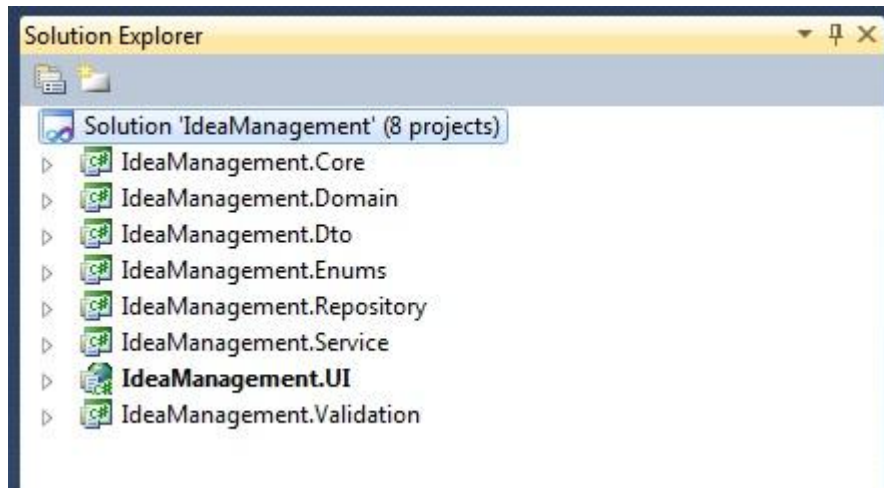 Solution Explorer
Solution 'IdeaManagement' (8 projects)
IdeaManagement.Core
IdeaManagement.Domain
IdeaManagement.Dto
IdeaManagement.Enums
IdeaManagement.Repository
IdeaManagement.Service
IdeaManagement.UI
IdeaManagement.Validation